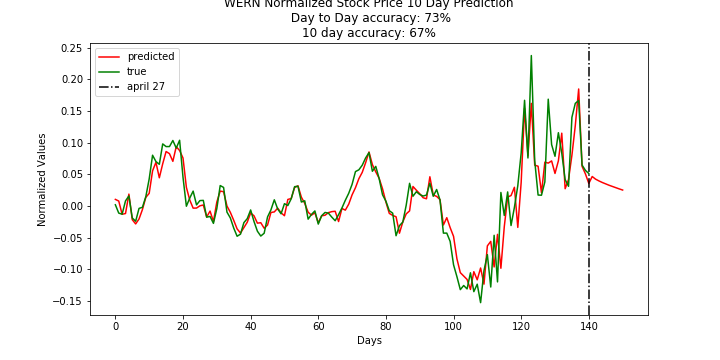 WERN Normalized Stock Price 10 Day Prediction
Day to Day accuracy: 73%
10 day accuracy: 67%
predicted
true
april 27
Normalized Values
0.25
0.20
0.15
0.10
0.05
0.00
−0.05
−0.10
−0.15
0 20 40 60 80 100 120 140
Days